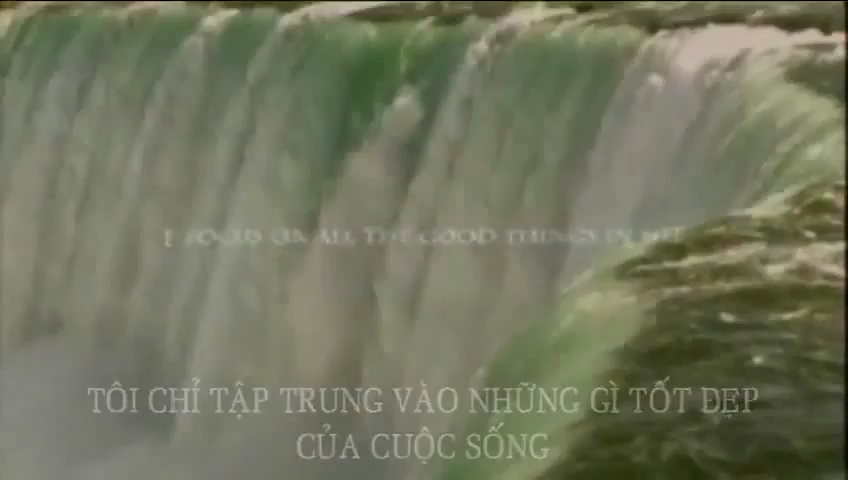 I FOCUS ON ALL THE GOOD THINGS IN LIFE
TÔI CHỈ TẬP TRUNG VÀO NHỮNG GÌ TỐT ĐẸP
CỦA CUỘC SỐNG